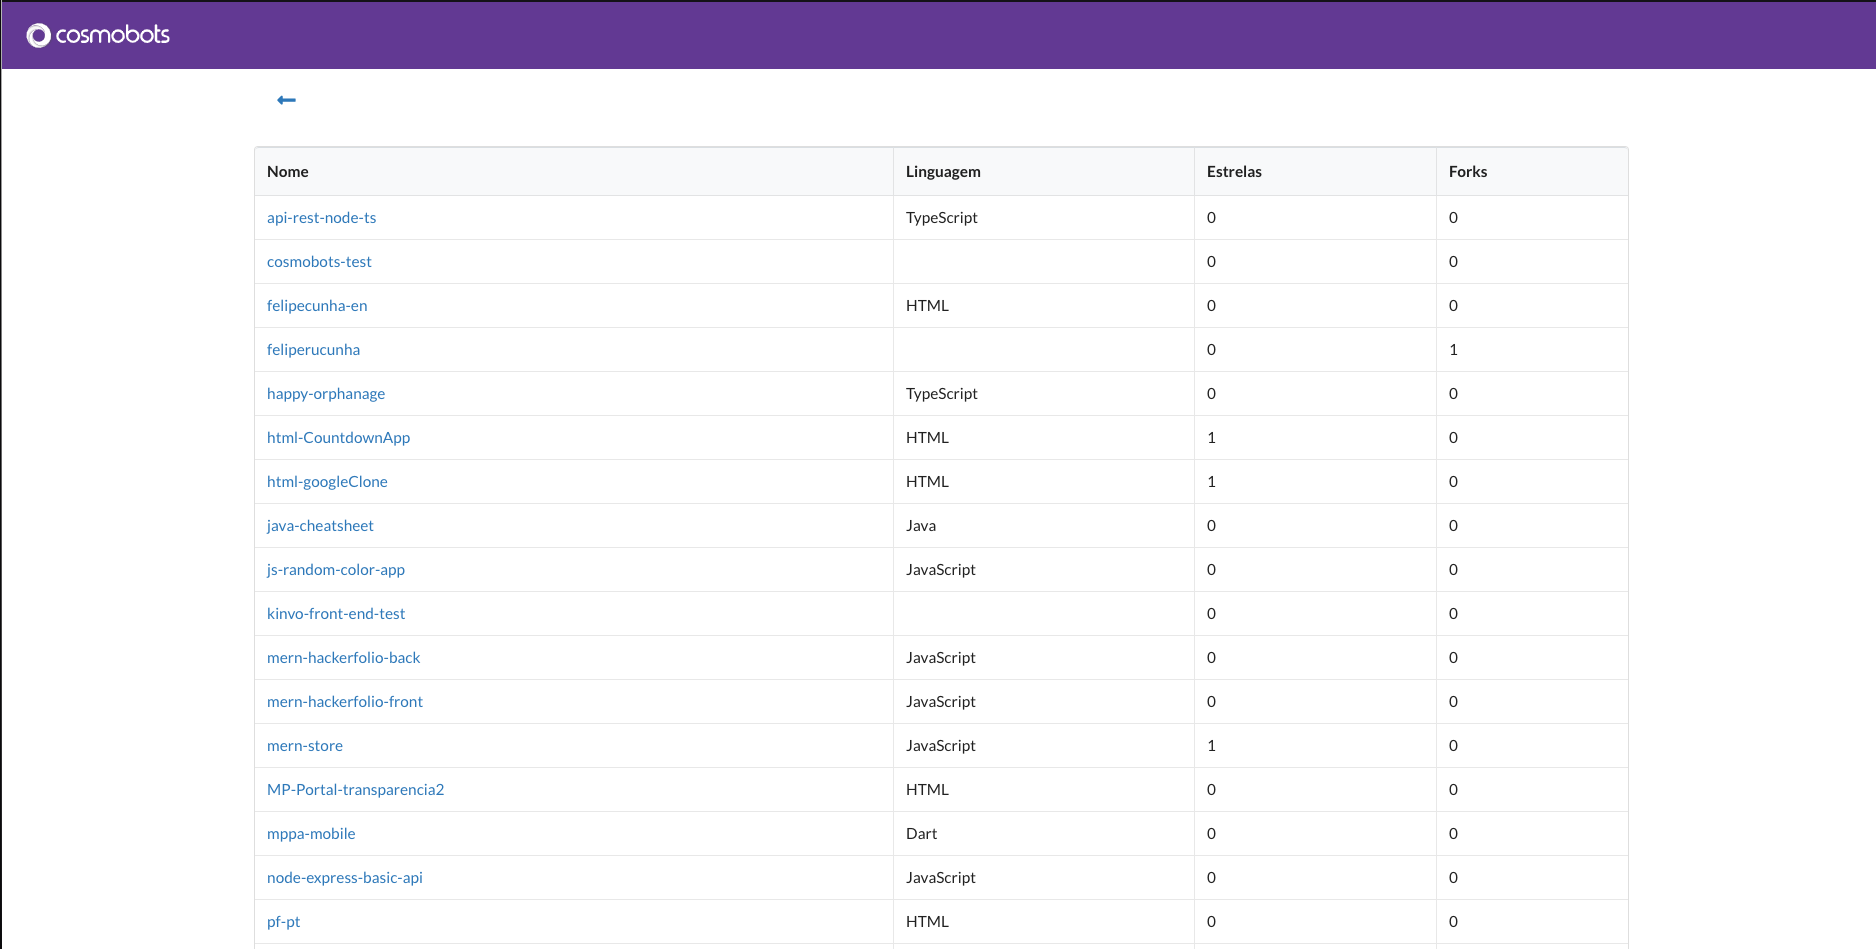 cosmobots
Nome Linguagem Estrelas Forks
api-rest-node-ts TypeScript 0 0
cosmobots-test 0 0
felipecunha-en HTML 0 0
feliperucunha 0 1
happy-orphanage TypeScript 0 0
html-CountdownApp HTML 1 0
html-googleClone HTML 1 0
java-cheatsheet Java 0 0
js-random-color-app JavaScript 0 0
kinvo-front-end-test 0 0
mern-hackerfolio-back JavaScript 0 0
mern-hackerfolio-front JavaScript 0 0
mern-store JavaScript 1 0
MP-Portal-transparencia2 HTML 0 0
mppa-mobile Dart 0 0
node-express-basic-api JavaScript 0 0
pf-pt HTML 0 0